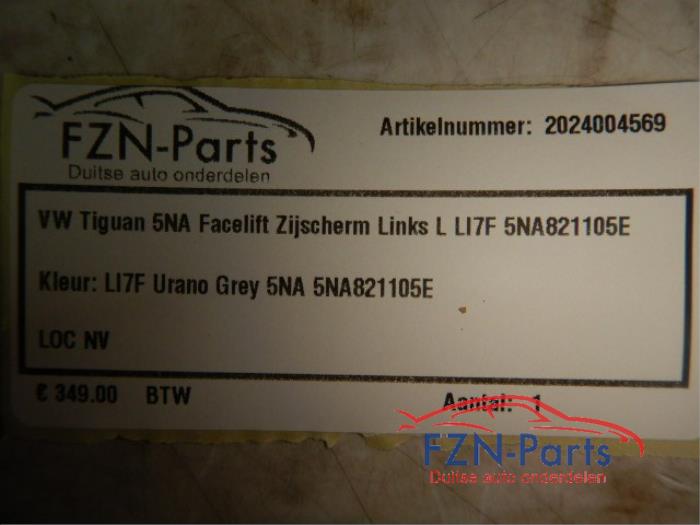 FZN-Parts
Duitse auto onderdelen
Artikelnummer: 2024004569
VW Tiguan 5NA Facelift Zijscherm Links L LI7F 5NA821105E
Kleur: LI7F Urano Grey 5NA 5NA821105E
LOC NV
€ 349.00 BTW
Aantal: 1
FZN-Parts
Duitse auto onderdelen